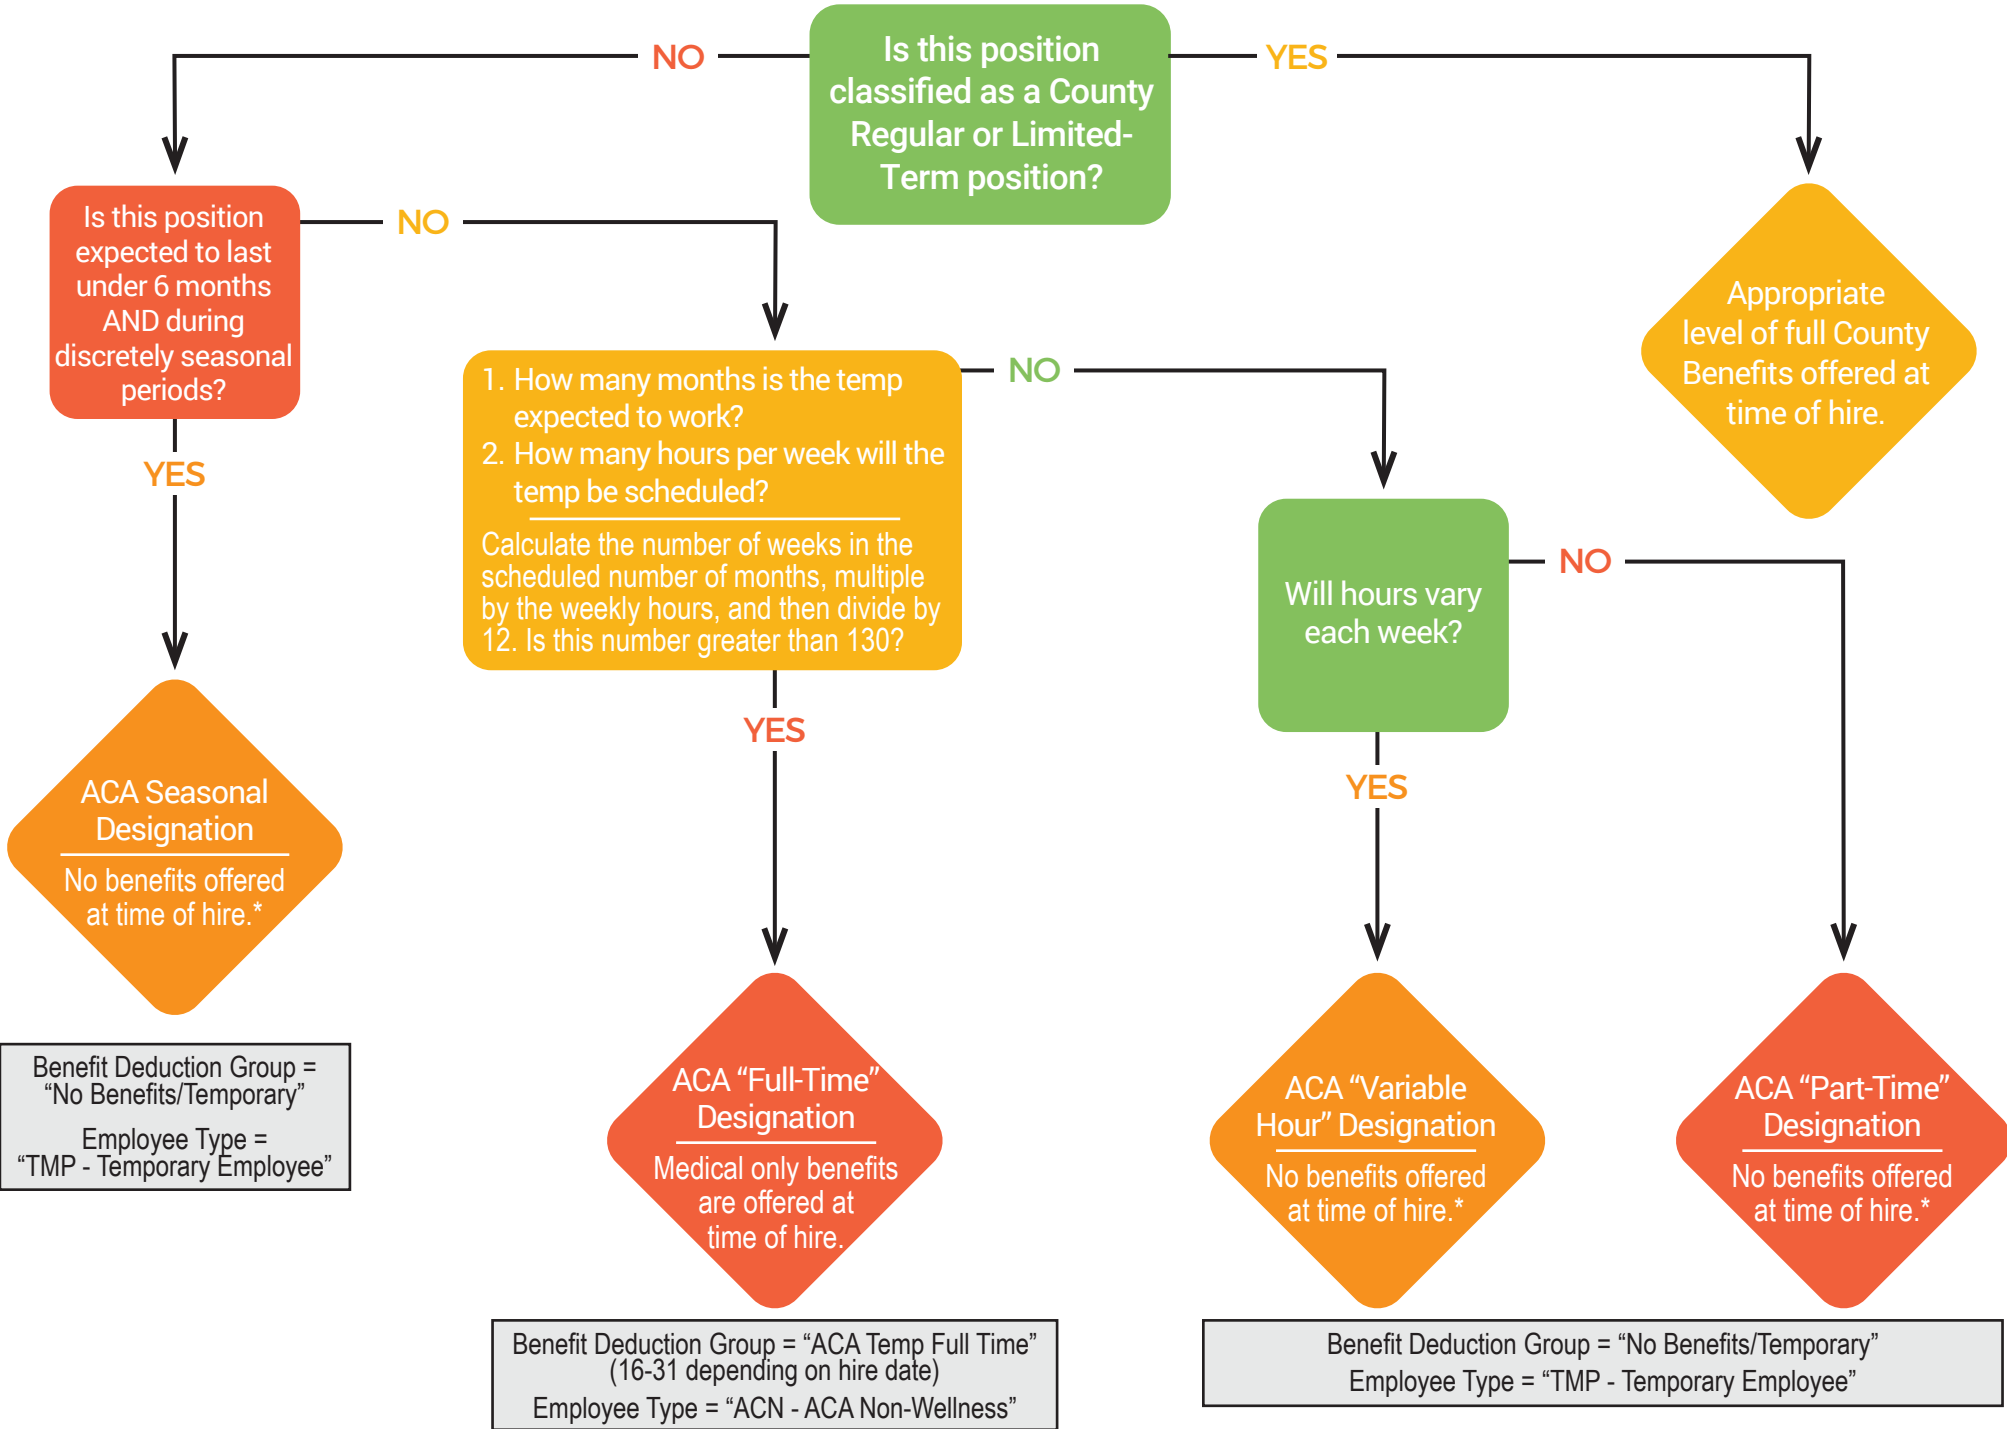 Is this position
classified as a County
Regular or Limited-
Term position?
NO
YES
Is this position
expected to last
under 6 months
AND during
discretely seasonal
periods?
NO
YES
Appropriate
level of full County
Benefits offered at
time of hire.
1. How many months is the temp
expected to work?
2. How many hours per week will the
temp be scheduled?
Calculate the number of weeks in the
scheduled number of months, multiple
by the weekly hours, and then divide by
12. Is this number greater than 130?
NO
YES
Will hours vary
each week?
NO
YES
ACA Seasonal
Designation
No benefits offered
at time of hire.*
Benefit Deduction Group =
“No Benefits/Temporary”
Employee Type =
“TMP - Temporary Employee”
ACA “Full-Time”
Designation
Medical only benefits
are offered at
time of hire.
Benefit Deduction Group = “ACA Temp Full Time”
(16-31 depending on hire date)
Employee Type = “ACN - ACA Non-Wellness”
ACA “Variable
Hour” Designation
No benefits offered
at time of hire.*
ACA “Part-Time”
Designation
No benefits offered
at time of hire.*
Benefit Deduction Group = “No Benefits/Temporary”
Employee Type = “TMP - Temporary Employee”